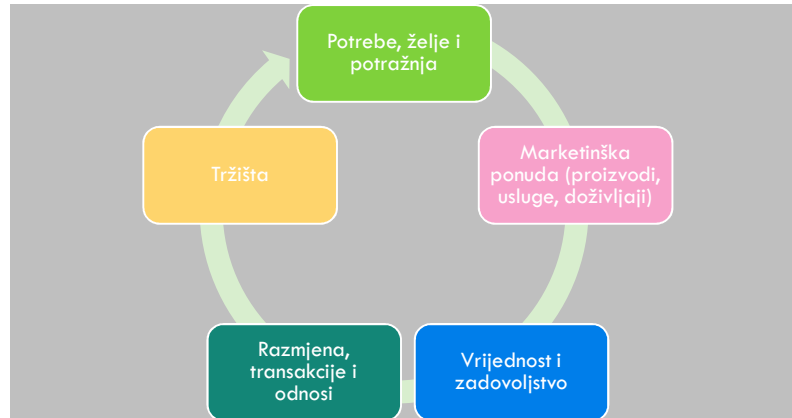 Potrebe, želje i
potražnja
Marketinška
ponuda (proizvodi,
usluge, doživljaji)
Vrijednost i
zadovoljstvo
Razmjena,
transakcije i
odnosi
Tržišta